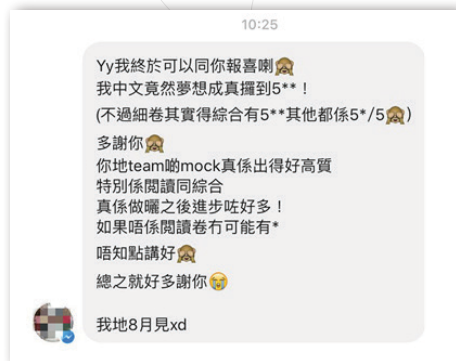 10:25
Yy我終於可以同你報喜喇🙈
我中文竟然夢想成真攞到5**！
(不過細卷其實得綜合有5**其他都係5*/5🙈)
多謝你🙈
你地team啲mock真係出得好高質
特別係閱讀同綜合
真係做曬之後進步咗好多！
如果唔係閱讀卷冇可能有*
唔知點講好🙈
總之就好多謝你😭
我地8月見xd